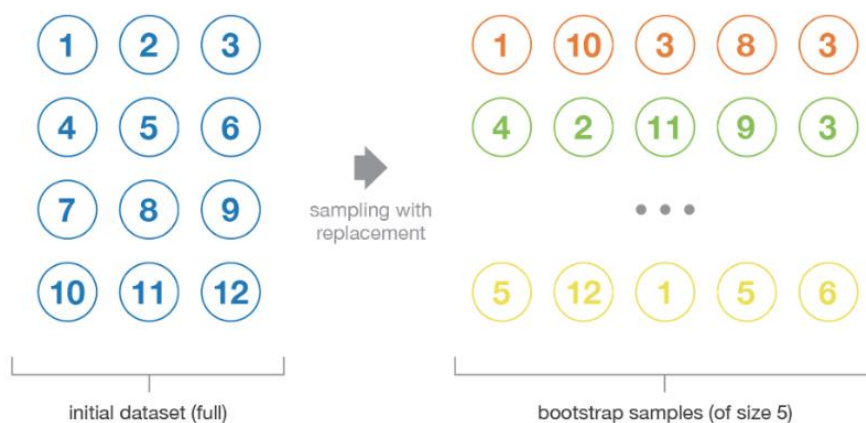 1 2 3
4 5 6
7 8 9
10 11 12
sampling with
replacement
1 10 3 8 3
4 2 11 9 3
...
5 12 1 5 6
initial dataset (full)
bootstrap samples (of size 5)